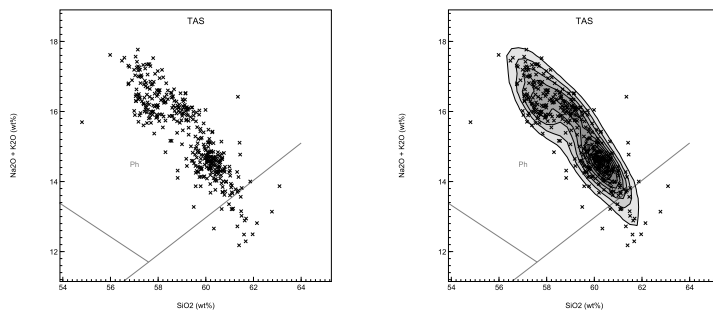 TAS
18
16
14
12
Na2O + K2O (wt%)
Ph
54
56
58
60
62
64
SiO2 (wt%)
TAS
18
16
14
12
Na2O + K2O (wt%)
Ph
54
56
58
60
62
64
SiO2 (wt%)